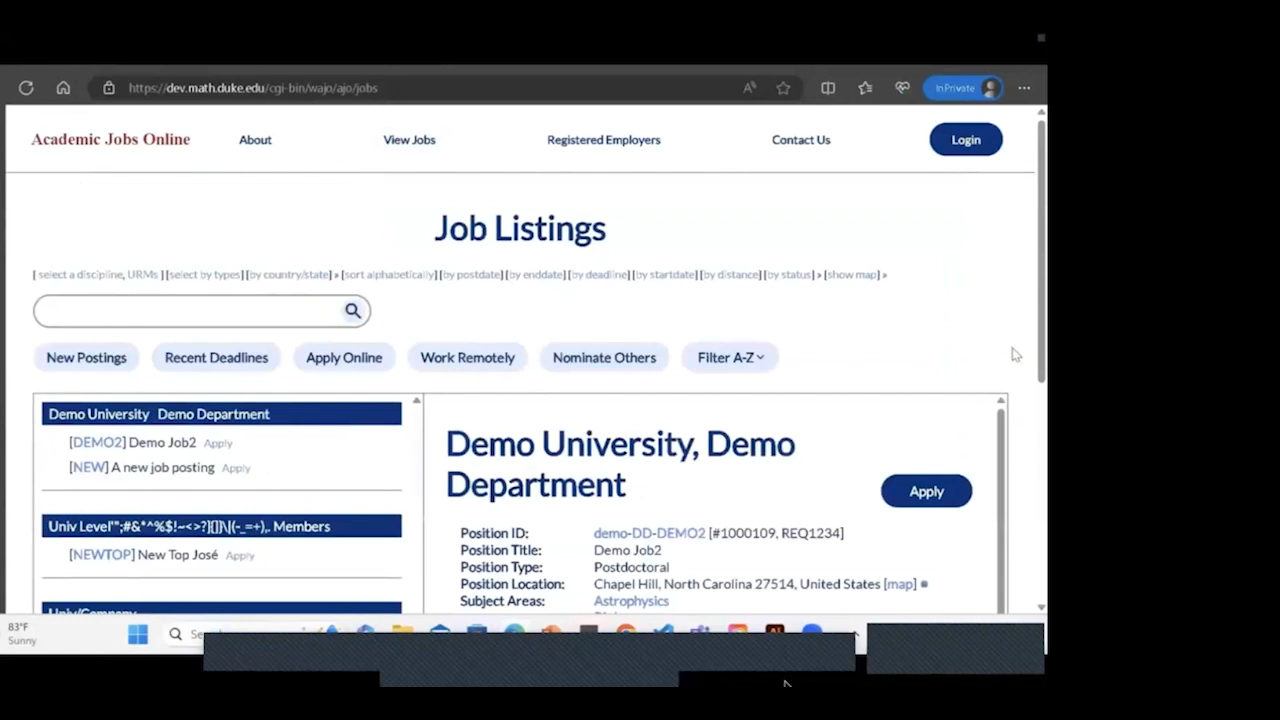 https://dev.math.duke.edu/cgi-bin/wajo/ajo/jobs InPrivate
Academic Jobs Online About View Jobs Registered Employers Contact Us Login
Job Listings
[ select a discipline, URMs ] [select by types] [by country/state] » [sort alphabetically] [by postdate] [by enddate] [by deadline] [by startdate] [by distance] [by status] » [show map] »
New Postings Recent Deadlines Apply Online Work Remotely Nominate Others Filter A-Z
Demo University Demo Department
[DEMO2] Demo Job2 Apply
[NEW] A new job posting Apply
Univ Level'";#&*^%$!~<>?][]}\|(-_=+),. Members
[NEWTOP] New Top José Apply
Univ/Company
Demo University, Demo
Department
Apply
Position ID: demo-DD-DEMO2 [#1000109, REQ1234]
Position Title: Demo Job2
Position Type: Postdoctoral
Position Location: Chapel Hill, North Carolina 27514, United States [map]
Subject Areas: Astrophysics
83°F
Sunny